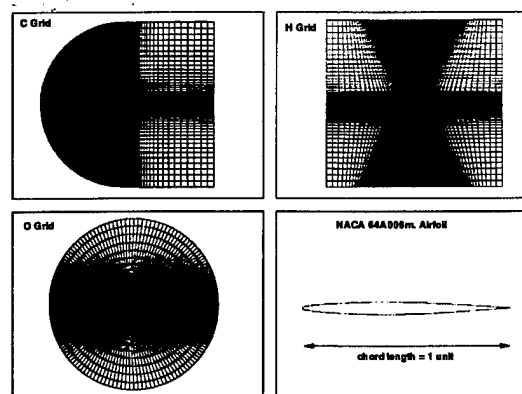 C Grid
H Grid
O Grid
NACA 64A006m. Airfoil
chord length = 1 unit